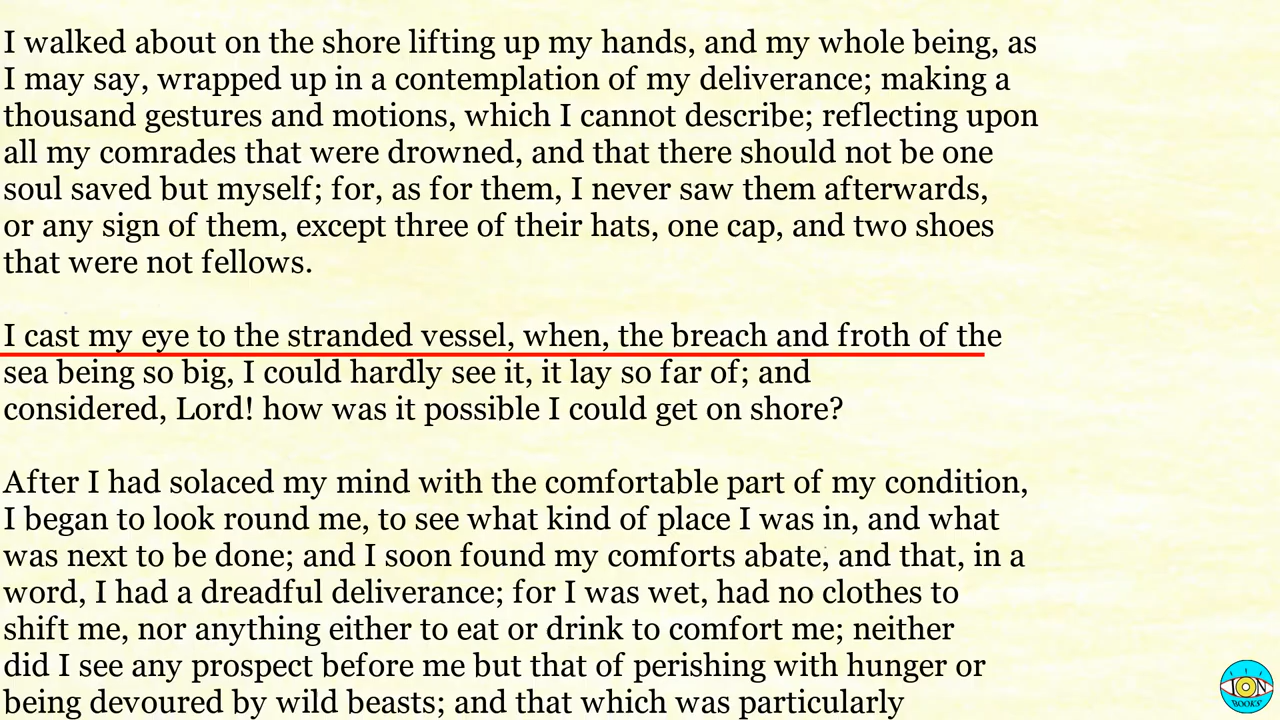 I walked about on the shore lifting up my hands, and my whole being, as
I may say, wrapped up in a contemplation of my deliverance; making a
thousand gestures and motions, which I cannot describe; reflecting upon
all my comrades that were drowned, and that there should not be one
soul saved but myself; for, as for them, I never saw them afterwards,
or any sign of them, except three of their hats, one cap, and two shoes
that were not fellows.
I cast my eye to the stranded vessel, when, the breach and froth of the
sea being so big, I could hardly see it, it lay so far of; and
considered, Lord! how was it possible I could get on shore?
After I had solaced my mind with the comfortable part of my condition,
I began to look round me, to see what kind of place I was in, and what
was next to be done; and I soon found my comforts abate, and that, in a
word, I had a dreadful deliverance; for I was wet, had no clothes to
shift me, nor anything either to eat or drink to comfort me; neither
did I see any prospect before me but that of perishing with hunger or
being devoured by wild beasts; and that which was particularly
ION
BOOKS